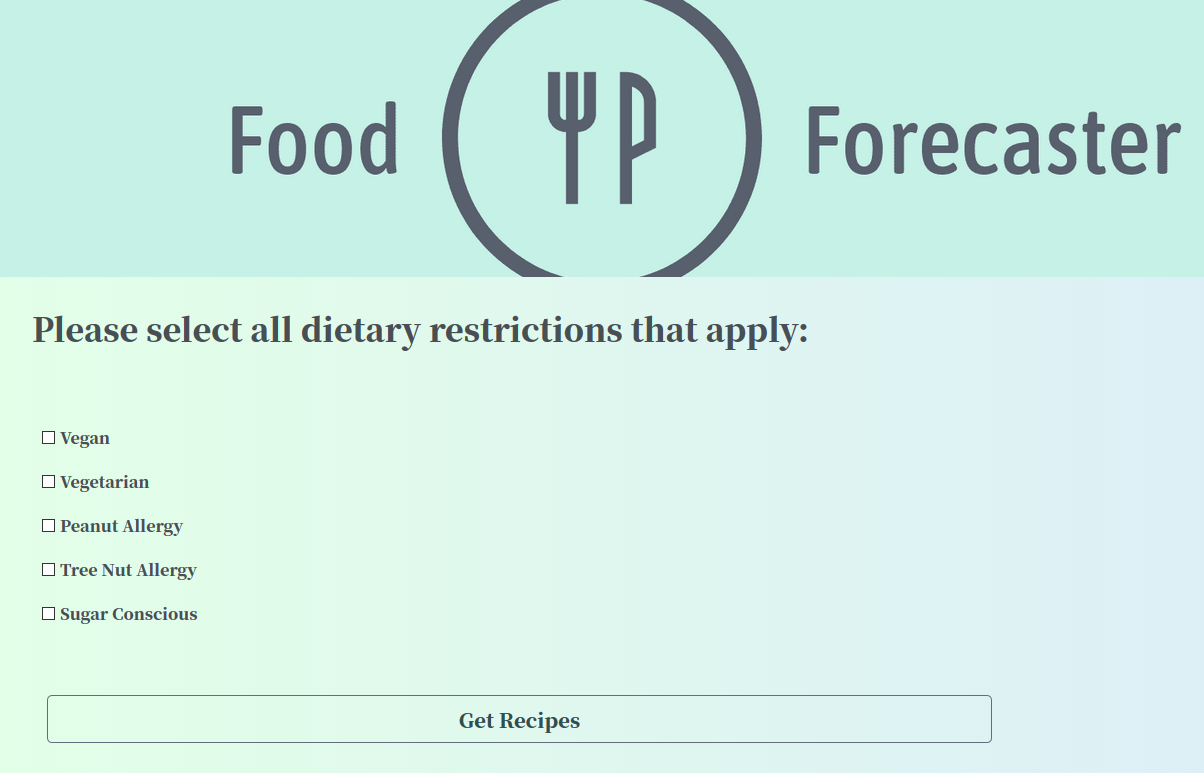 Food Forecaster
Please select all dietary restrictions that apply:
Vegan
Vegetarian
Peanut Allergy
Tree Nut Allergy
Sugar Conscious
Get Recipes